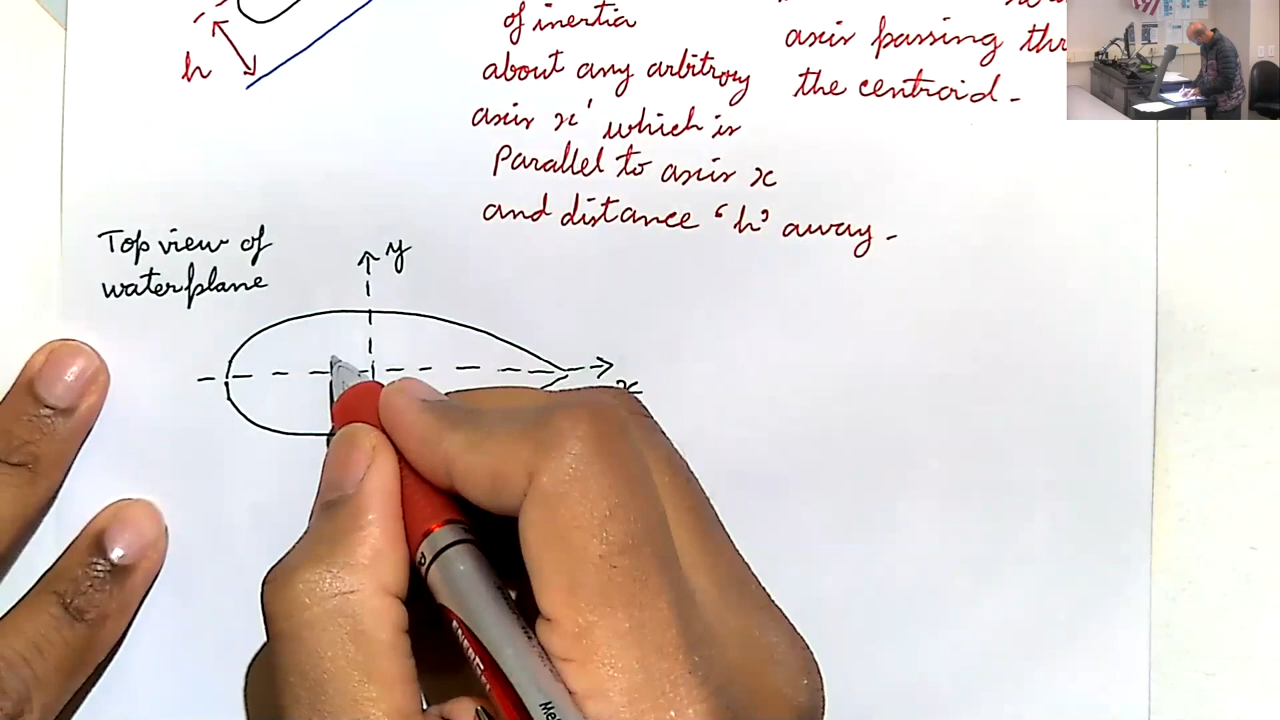 h
of inertia
about any arbitrary
axis x' which is
Parallel to axis x
and distance 'h' away.
axis passing thr
the centroid.
Top view of
waterplane
y
x
ENERG